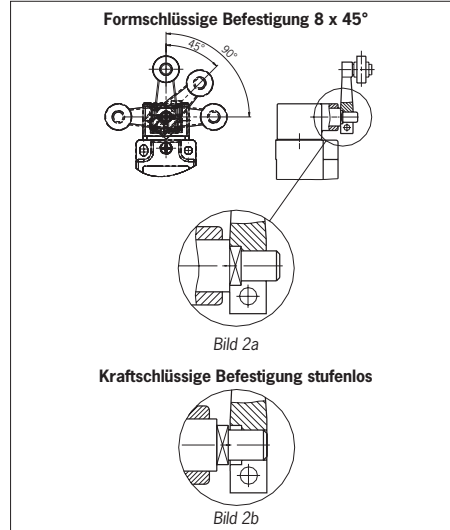 Formschlüssige Befestigung 8 x 45°
90°
45°
Bild 2a
Kraftschlüssige Befestigung stufenlos
Bild 2b